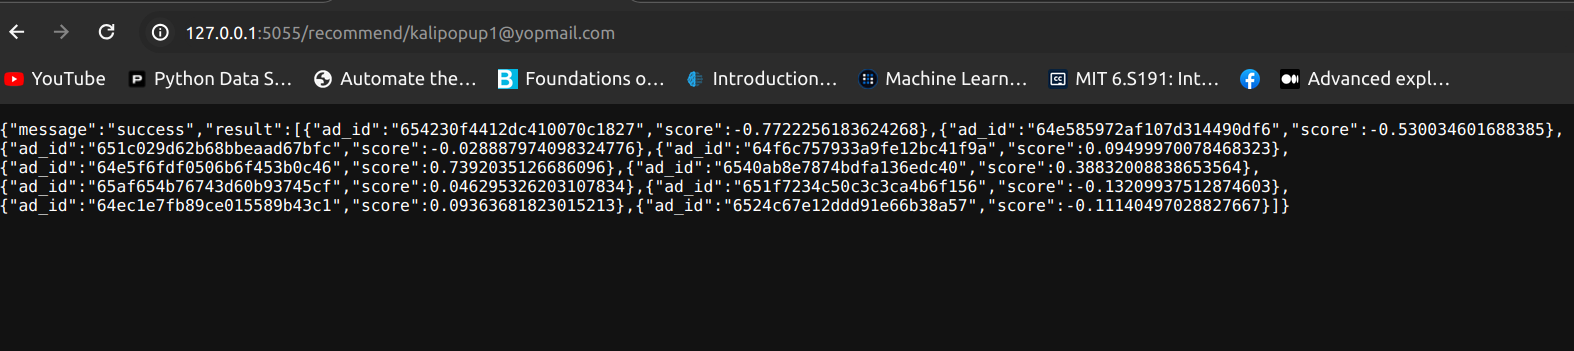 127.0.0.1:5055/recommend/kalipopup1@yopmail.com
YouTube Python Data S... Automate the... Foundations o... Introduction... Machine Learn... MIT 6.S191: Int... Advanced expl...
{"message":"success","result":[{"ad_id":"654230f4412dc410070c1827","score":-0.7722256183624268},{"ad_id":"64e585972af107d314490df6","score":-0.530034601688385},
{"ad_id":"651c029d62b68bbeaad67bfc","score":-0.028887974098324776},{"ad_id":"64f6c757933a9fe12bc41f9a","score":0.09499970078468323},
{"ad_id":"64e5f6fdf0506b6f453b0c46","score":0.7392035126686096},{"ad_id":"6540ab8e7874bdfa136edc40","score":0.38832008838653564},
{"ad_id":"65af654b76743d60b93745cf","score":0.046295326203107834},{"ad_id":"651f7234c50c3c3ca4b6f156","score":-0.13209937512874603},
{"ad_id":"64ec1e7fb89ce015589b43c1","score":0.09363681823015213},{"ad_id":"6524c67e12ddd91e66b38a57","score":-0.11140497028827667}]}